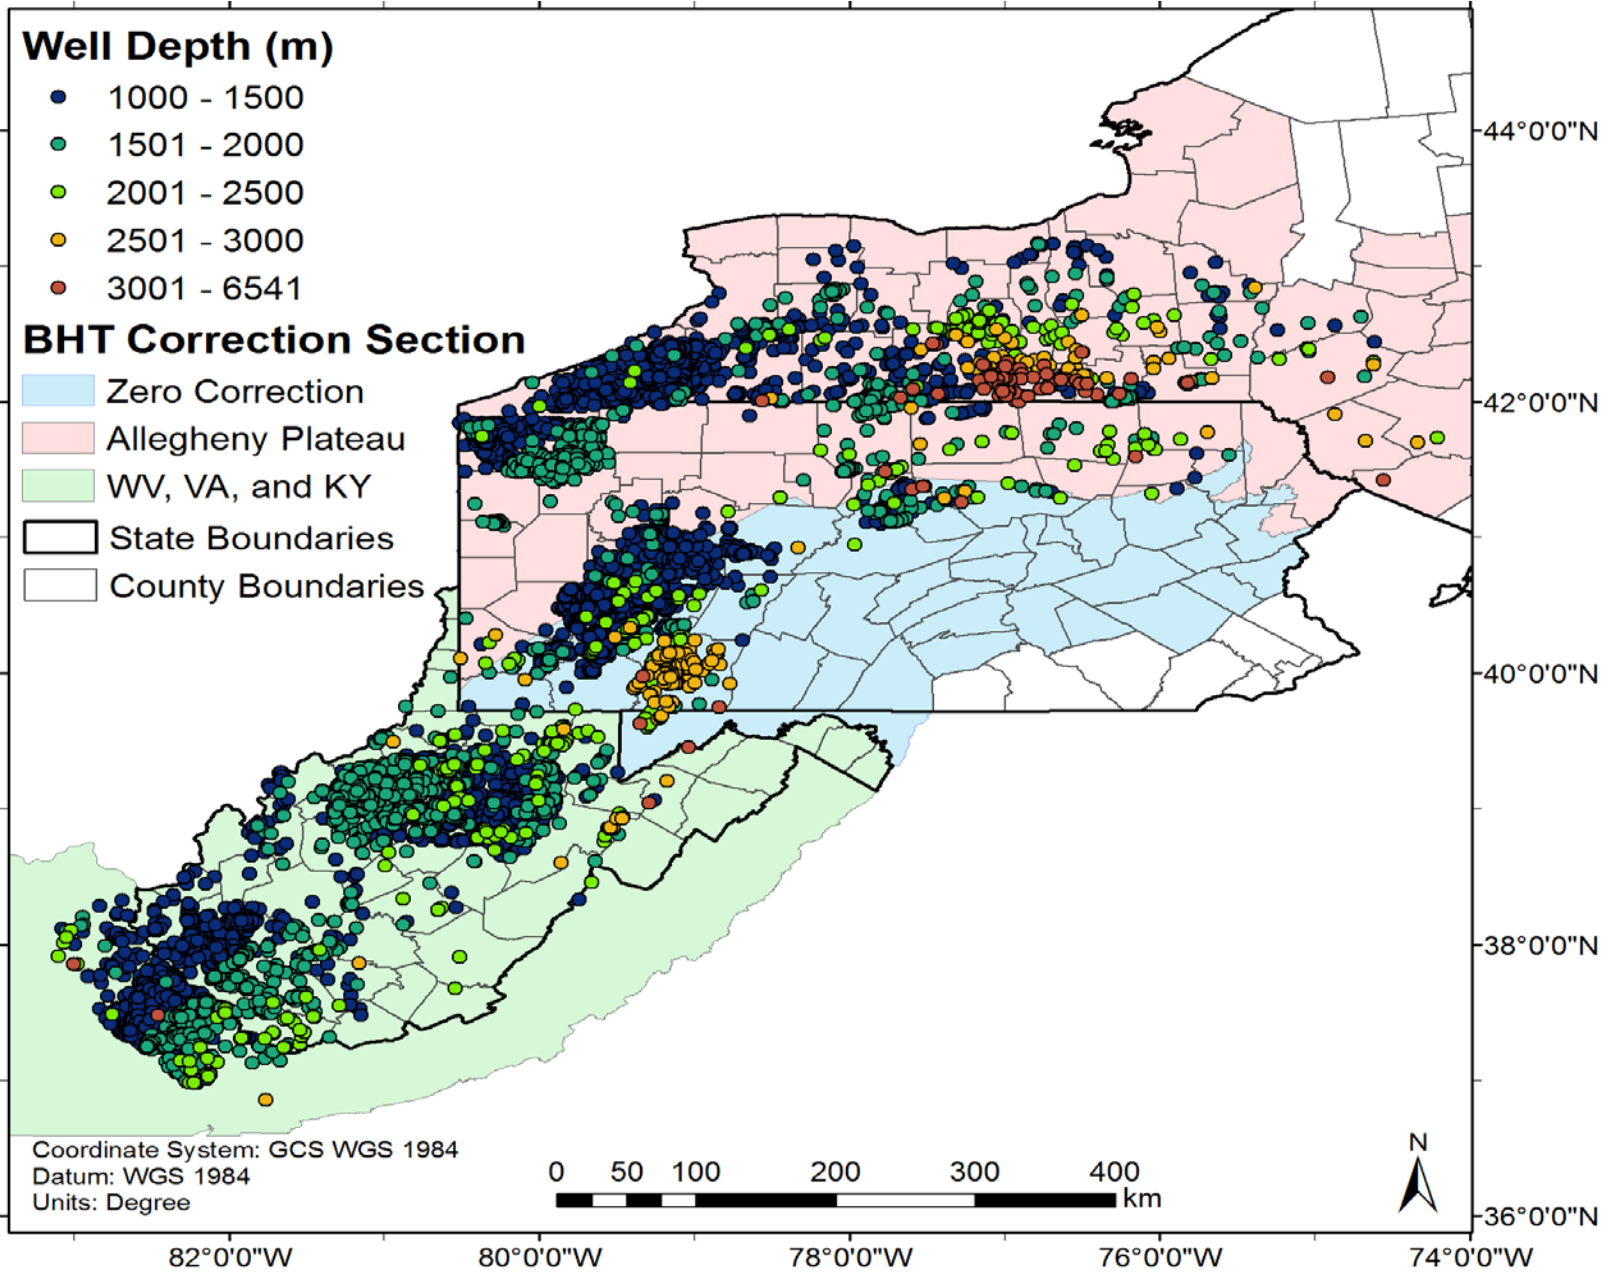 Well Depth (m)
1000 - 1500
1501 - 2000
2001 - 2500
2501 - 3000
3001 - 6541
BHT Correction Section
Zero Correction
Allegheny Plateau
WV, VA, and KY
State Boundaries
County Boundaries
44°0'0"N
42°0'0"N
40°0'0"N
38°0'0"N
36°0'0"N
Coordinate System: GCS WGS 1984
Datum: WGS 1984
Units: Degree
0 50 100 200 300 400
km
N
82°0'0"W 80°0'0"W 78°0'0"W 76°0'0"W 74°0'0"W